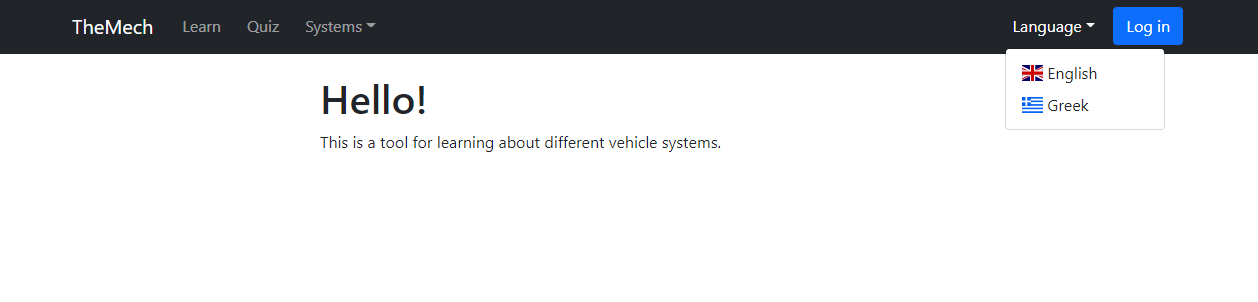 TheMech Learn Quiz Systems Language Log in
English
Greek
Hello!
This is a tool for learning about different vehicle systems.